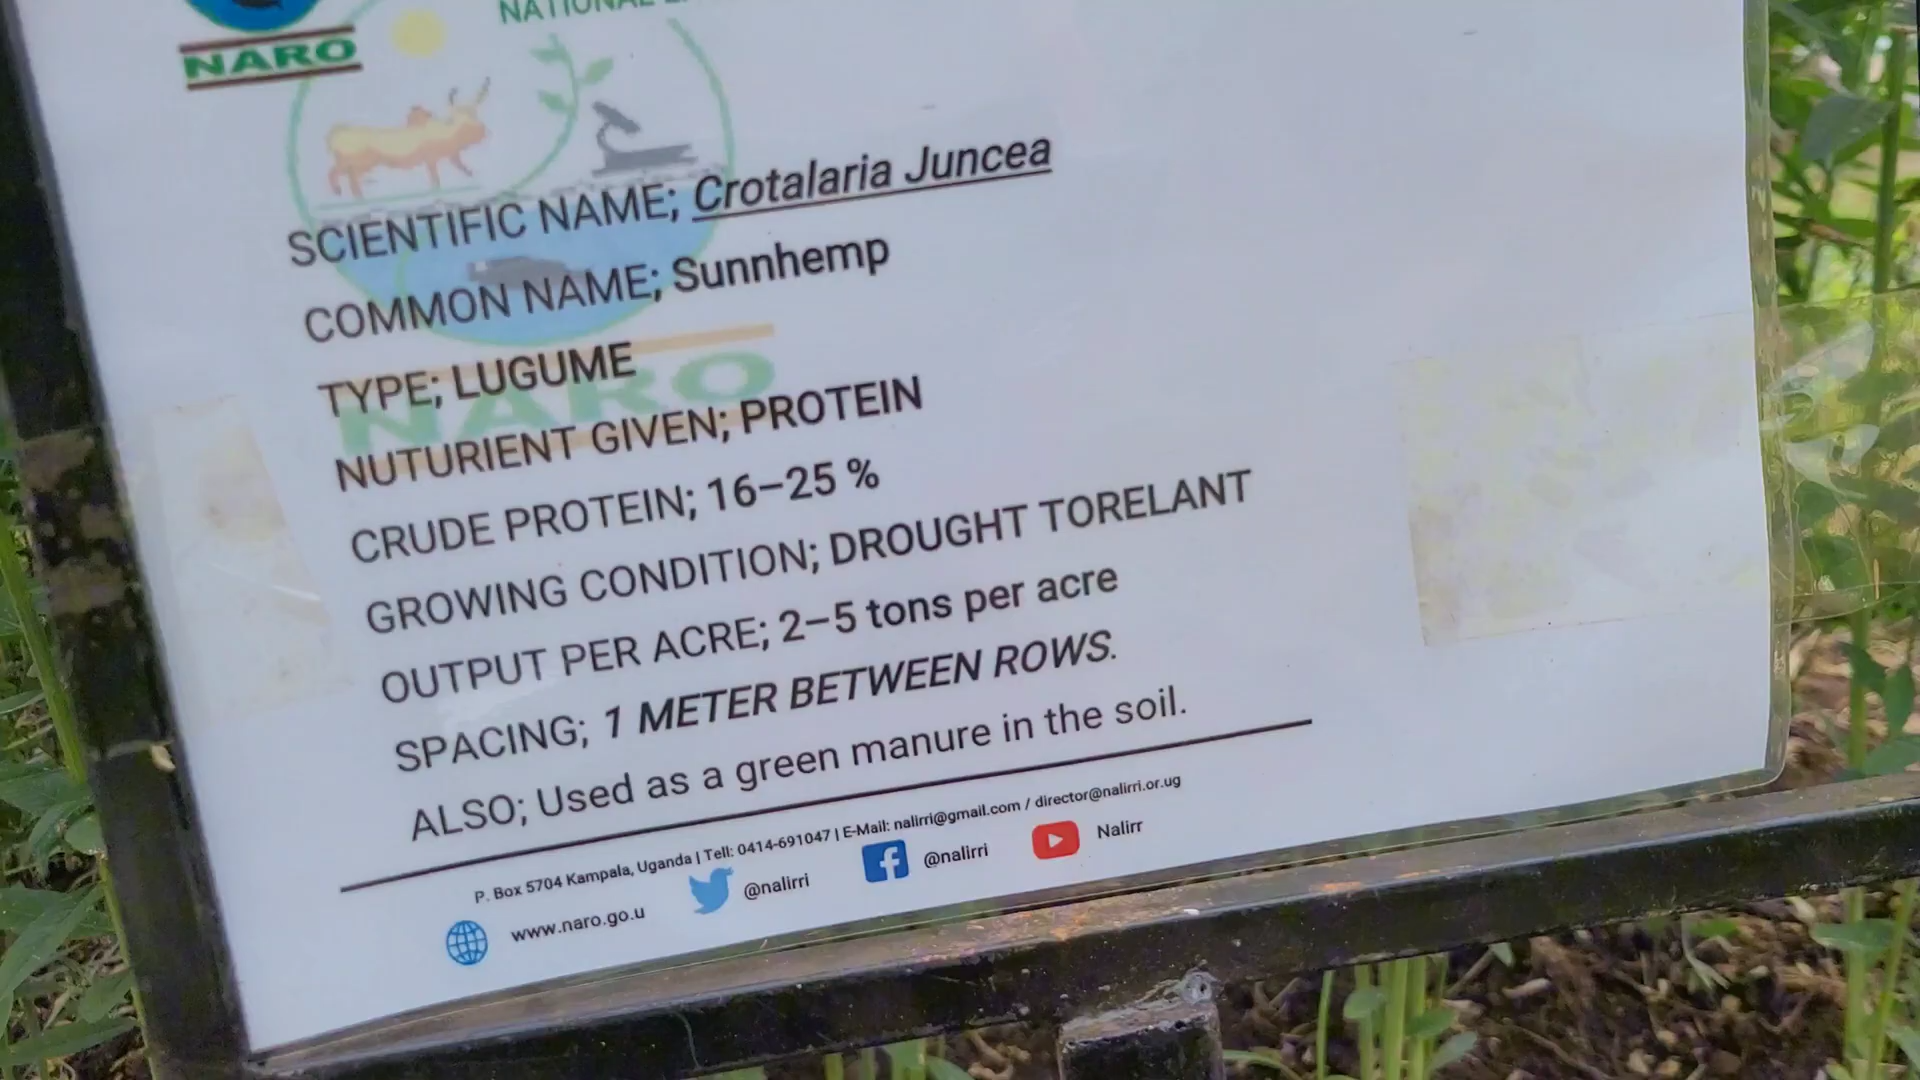 NARO
NATIONAL
SCIENTIFIC NAME; Crotalaria Juncea
COMMON NAME; Sunnhemp
NARO
TYPE; LUGUME
NUTURIENT GIVEN; PROTEIN
CRUDE PROTEIN; 16–25 %
GROWING CONDITION; DROUGHT TORELANT
OUTPUT PER ACRE; 2–5 tons per acre
SPACING; 1 METER BETWEEN ROWS.
ALSO; Used as a green manure in the soil.
P. Box 5704 Kampala, Uganda | Tell: 0414-691047 | E-Mail: nalirri@gmail.com / director@nalirri.or.ug
www.naro.go.u @nalirri @nalirri Nalirr